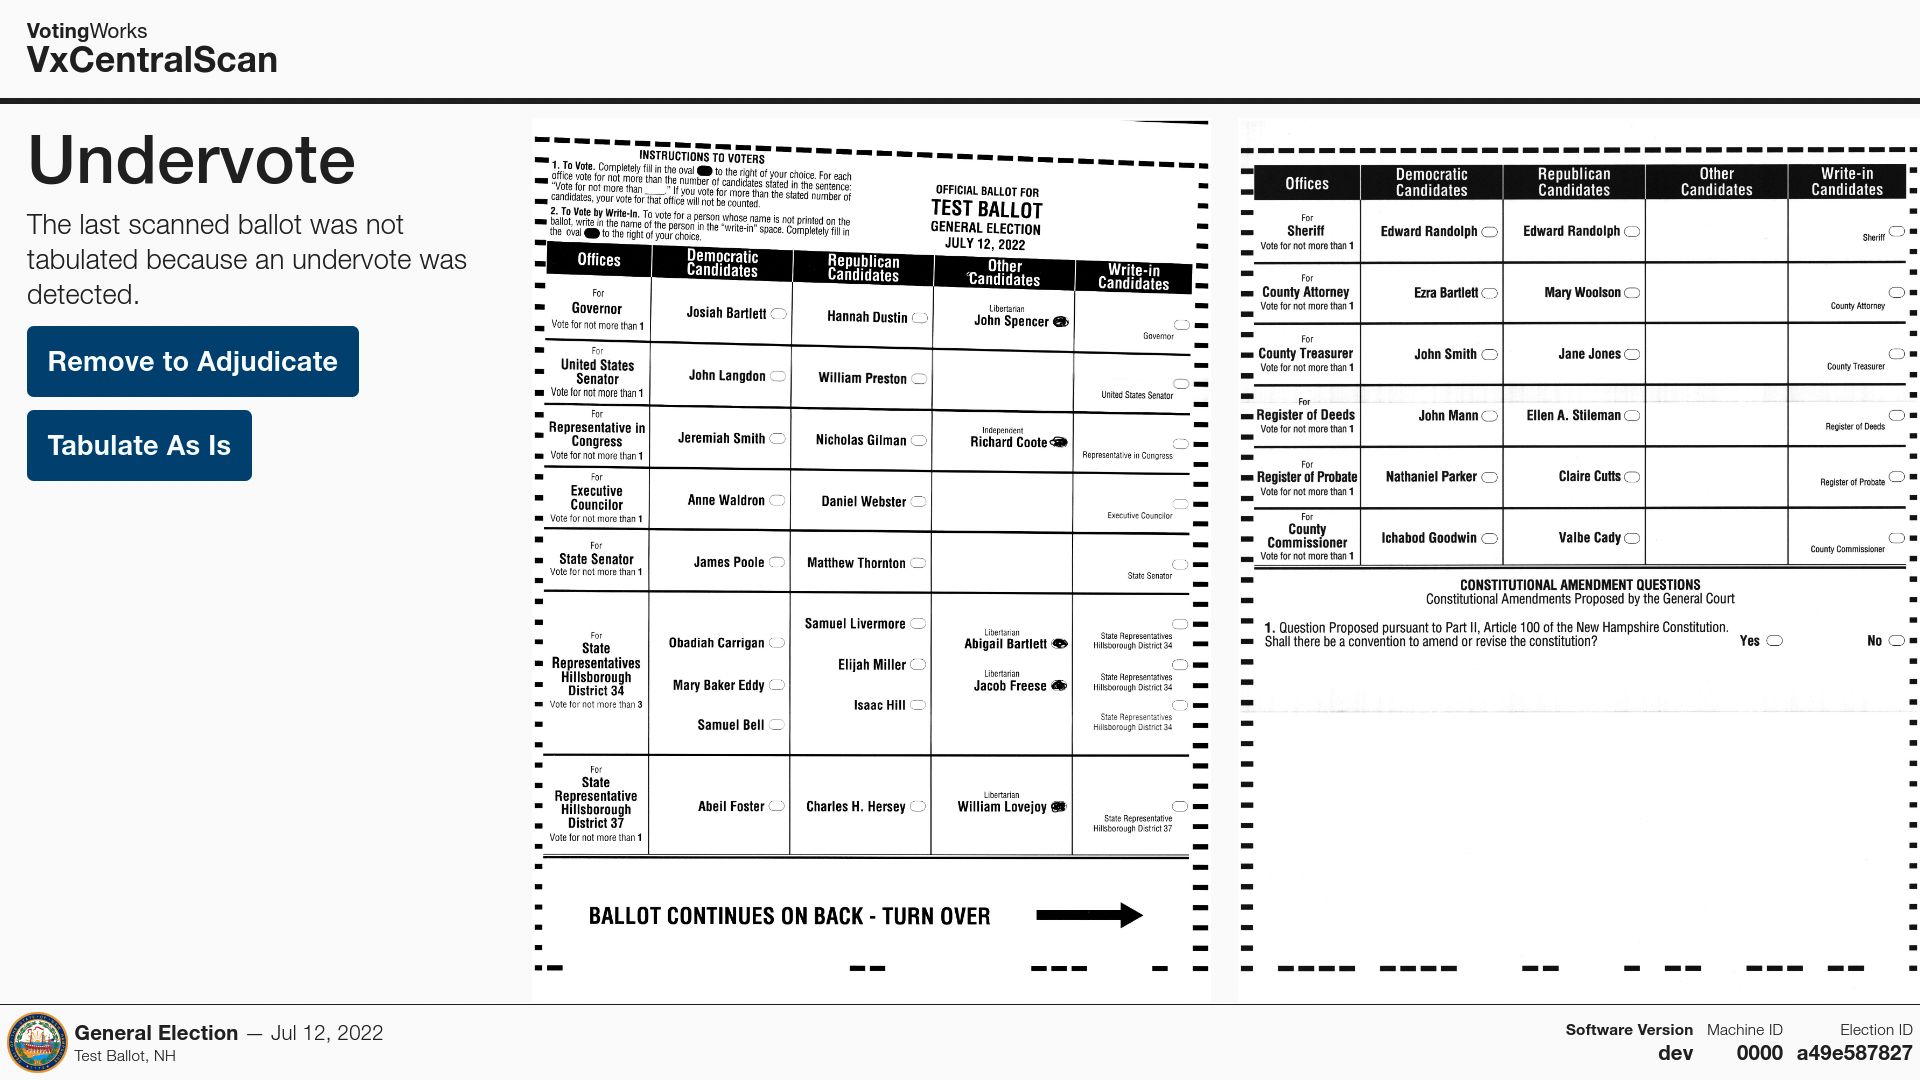 VotingWorks
VxCentralScan
Undervote
The last scanned ballot was not
tabulated because an undervote was
detected.
Remove to Adjudicate
Tabulate As Is
INSTRUCTIONS TO VOTERS
1. To Vote. Completely fill in the oval to the right of your choice. For each
office vote for not more than the number of candidates stated in the sentence:
“Vote for not more than ____.” If you vote for more than the stated number of
candidates, your vote for that office will not be counted.
2. To Vote by Write-In. To vote for a person whose name is not printed on the
ballot, write in the name of the person in the “write-in” space. Completely fill in
the oval to the right of your choice.
OFFICIAL BALLOT FOR
TEST BALLOT
GENERAL ELECTION
JULY 12, 2022
Offices
Democratic
Candidates
Republican
Candidates
Other
Candidates
Write-in
Candidates
For
Governor
Vote for not more than 1
Josiah Bartlett
Hannah Dustin
Libertarian
John Spencer
Governor
For
United States
Senator
Vote for not more than 1
John Langdon
William Preston
United States Senator
For
Representative in
Congress
Vote for not more than 1
Jeremiah Smith
Nicholas Gilman
Independent
Richard Coote
Representative in Congress
For
Executive
Councilor
Vote for not more than 1
Anne Waldron
Daniel Webster
Executive Councilor
For
State Senator
Vote for not more than 1
James Poole
Matthew Thornton
State Senator
For
State
Representatives
Hillsborough
District 34
Vote for not more than 3
Obadiah Carrigan
Mary Baker Eddy
Samuel Bell
Samuel Livermore
Elijah Miller
Isaac Hill
Libertarian
Abigail Bartlett
Libertarian
Jacob Freese
State Representatives
Hillsborough District 34
State Representatives
Hillsborough District 34
State Representatives
Hillsborough District 34
For
State
Representative
Hillsborough
District 37
Vote for not more than 1
Abeil Foster
Charles H. Hersey
Libertarian
William Lovejoy
State Representative
Hillsborough District 37
BALLOT CONTINUES ON BACK - TURN OVER
Offices
Democratic
Candidates
Republican
Candidates
Other
Candidates
Write-in
Candidates
For
Sheriff
Vote for not more than 1
Edward Randolph
Edward Randolph
Sheriff
For
County Attorney
Vote for not more than 1
Ezra Bartlett
Mary Woolson
County Attorney
For
County Treasurer
Vote for not more than 1
John Smith
Jane Jones
County Treasurer
For
Register of Deeds
Vote for not more than 1
John Mann
Ellen A. Stileman
Register of Deeds
For
Register of Probate
Vote for not more than 1
Nathaniel Parker
Claire Cutts
Register of Probate
For
County
Commissioner
Vote for not more than 1
Ichabod Goodwin
Valbe Cady
County Commissioner
CONSTITUTIONAL AMENDMENT QUESTIONS
Constitutional Amendments Proposed by the General Court
1. Question Proposed pursuant to Part II, Article 100 of the New Hampshire Constitution.
Shall there be a convention to amend or revise the constitution?
Yes
No
General Election — Jul 12, 2022
Test Ballot, NH
Software Version
dev
Machine ID
0000
Election ID
a49e587827